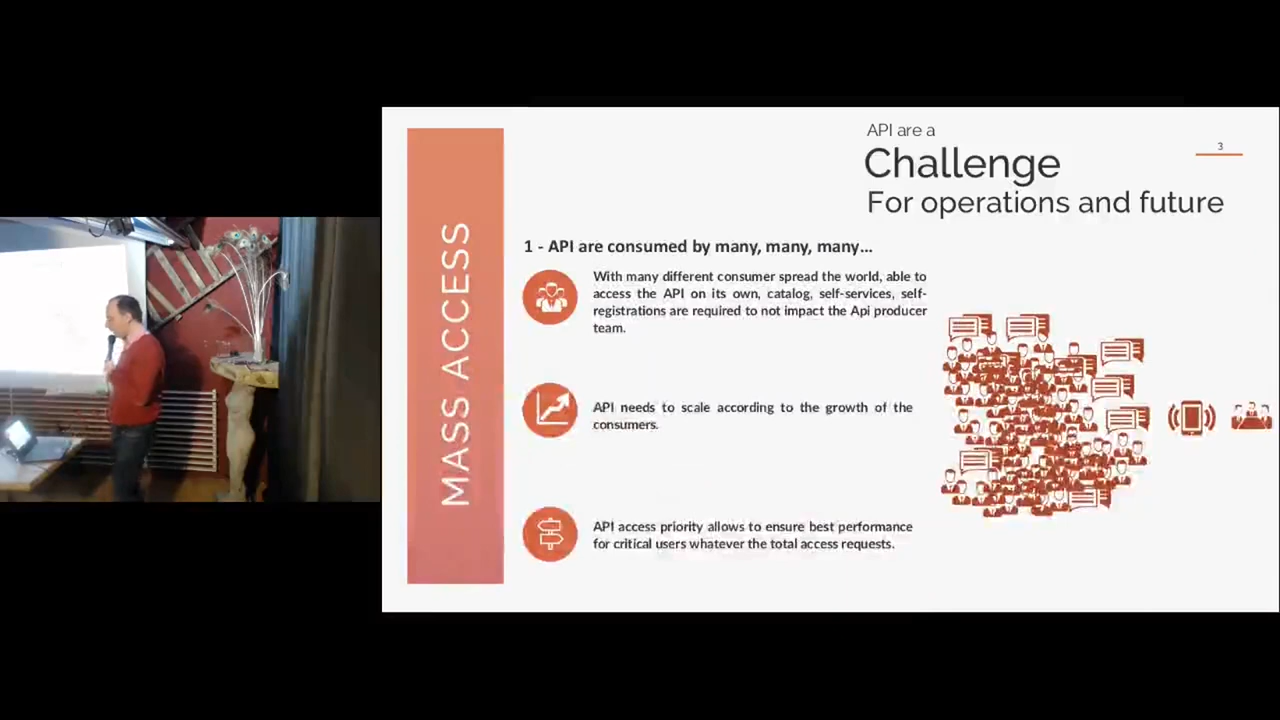 API are a
Challenge
For operations and future
3
MASS ACCESS
1 - API are consumed by many, many, many...
With many different consumer spread the world, able to
access the API on its own, catalog, self-services, self-
registrations are required to not impact the Api producer
team.
API needs to scale according to the growth of the
consumers.
API access priority allows to ensure best performance
for critical users whatever the total access requests.